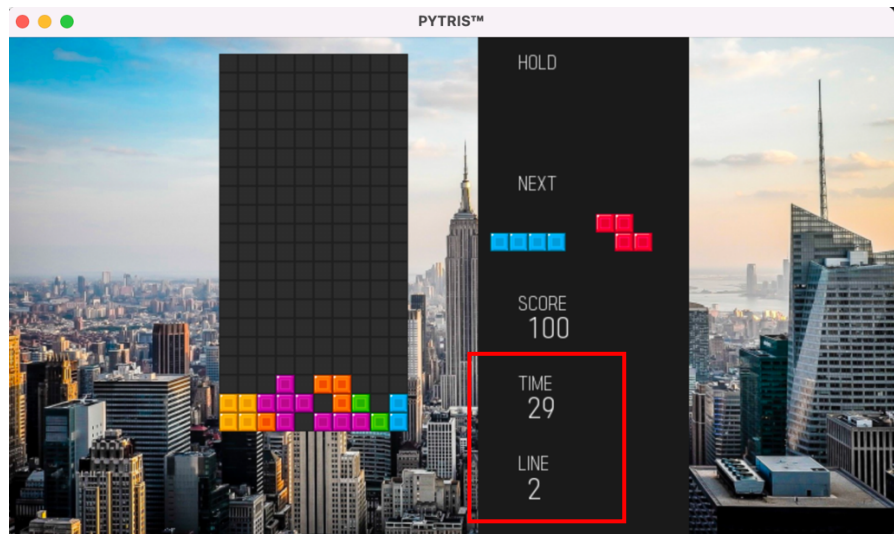 PYTRIS™
HOLD
NEXT
SCORE
100
TIME
29
LINE
2